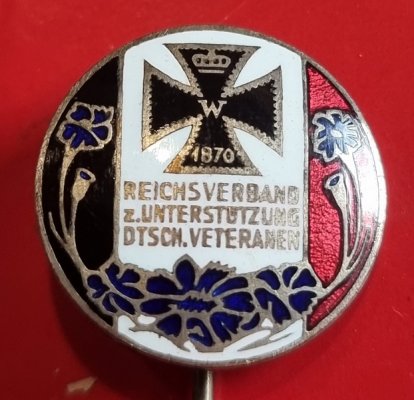 W
1870
REICHSVERBAND
z. UNTERSTÜTZUNG
DTSCH. VETERANEN